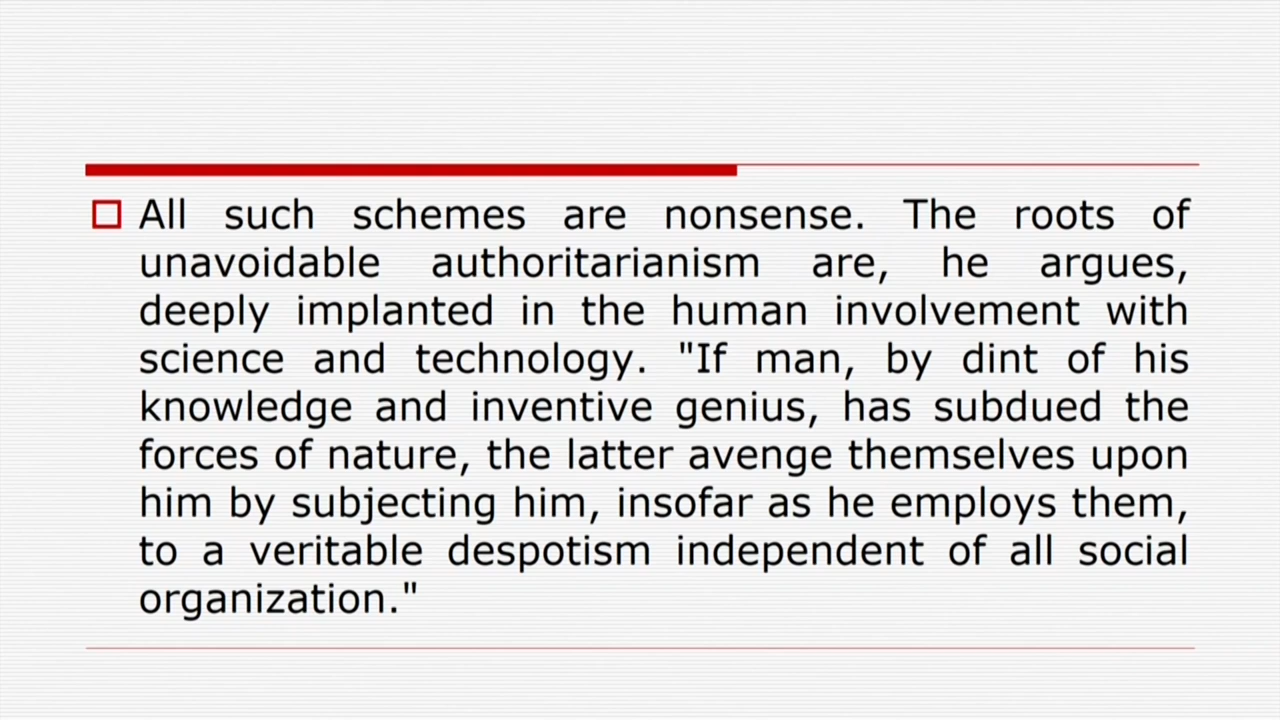 All such schemes are nonsense. The roots of
unavoidable authoritarianism are, he argues,
deeply implanted in the human involvement with
science and technology. "If man, by dint of his
knowledge and inventive genius, has subdued the
forces of nature, the latter avenge themselves upon
him by subjecting him, insofar as he employs them,
to a veritable despotism independent of all social
organization."